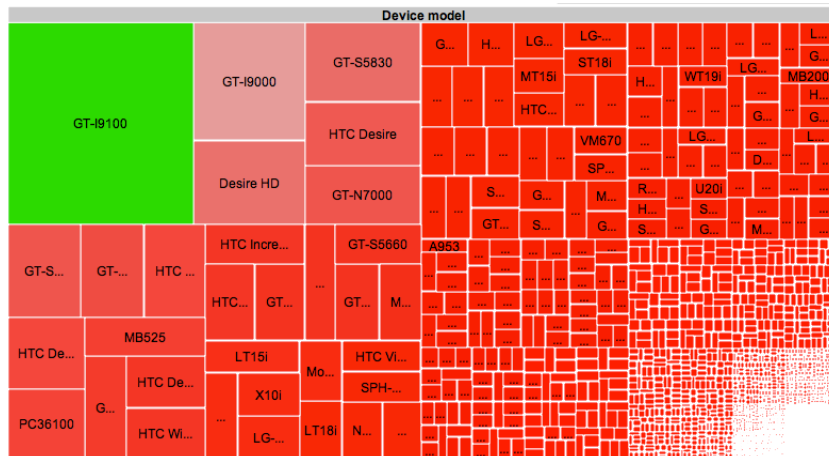 Device model
GT-I9100
GT-I9000
GT-S5830
Desire HD
HTC Desire
GT-N7000
GT-S...
GT-...
HTC ...
HTC Incre...
HTC...
GT...
...
GT-S5660
GT...
M...
HTC De...
MB525
PC36100
G...
HTC De...
HTC Wi...
LT15i
...
X10i
LG-...
Mo...
LT18i
HTC Vi...
SPH-...
N...
...
G...
H...
LG...
LG-...
MT15i
ST18i
HTC...
VM670
SP...
S...
GT...
G...
S...
M...
G...
H...
WT19i
LG...
G...
L...
G...
MB200
H...
G...
LG...
D...
L...
R...
H...
S...
U20i
S...
G...
M...
A953